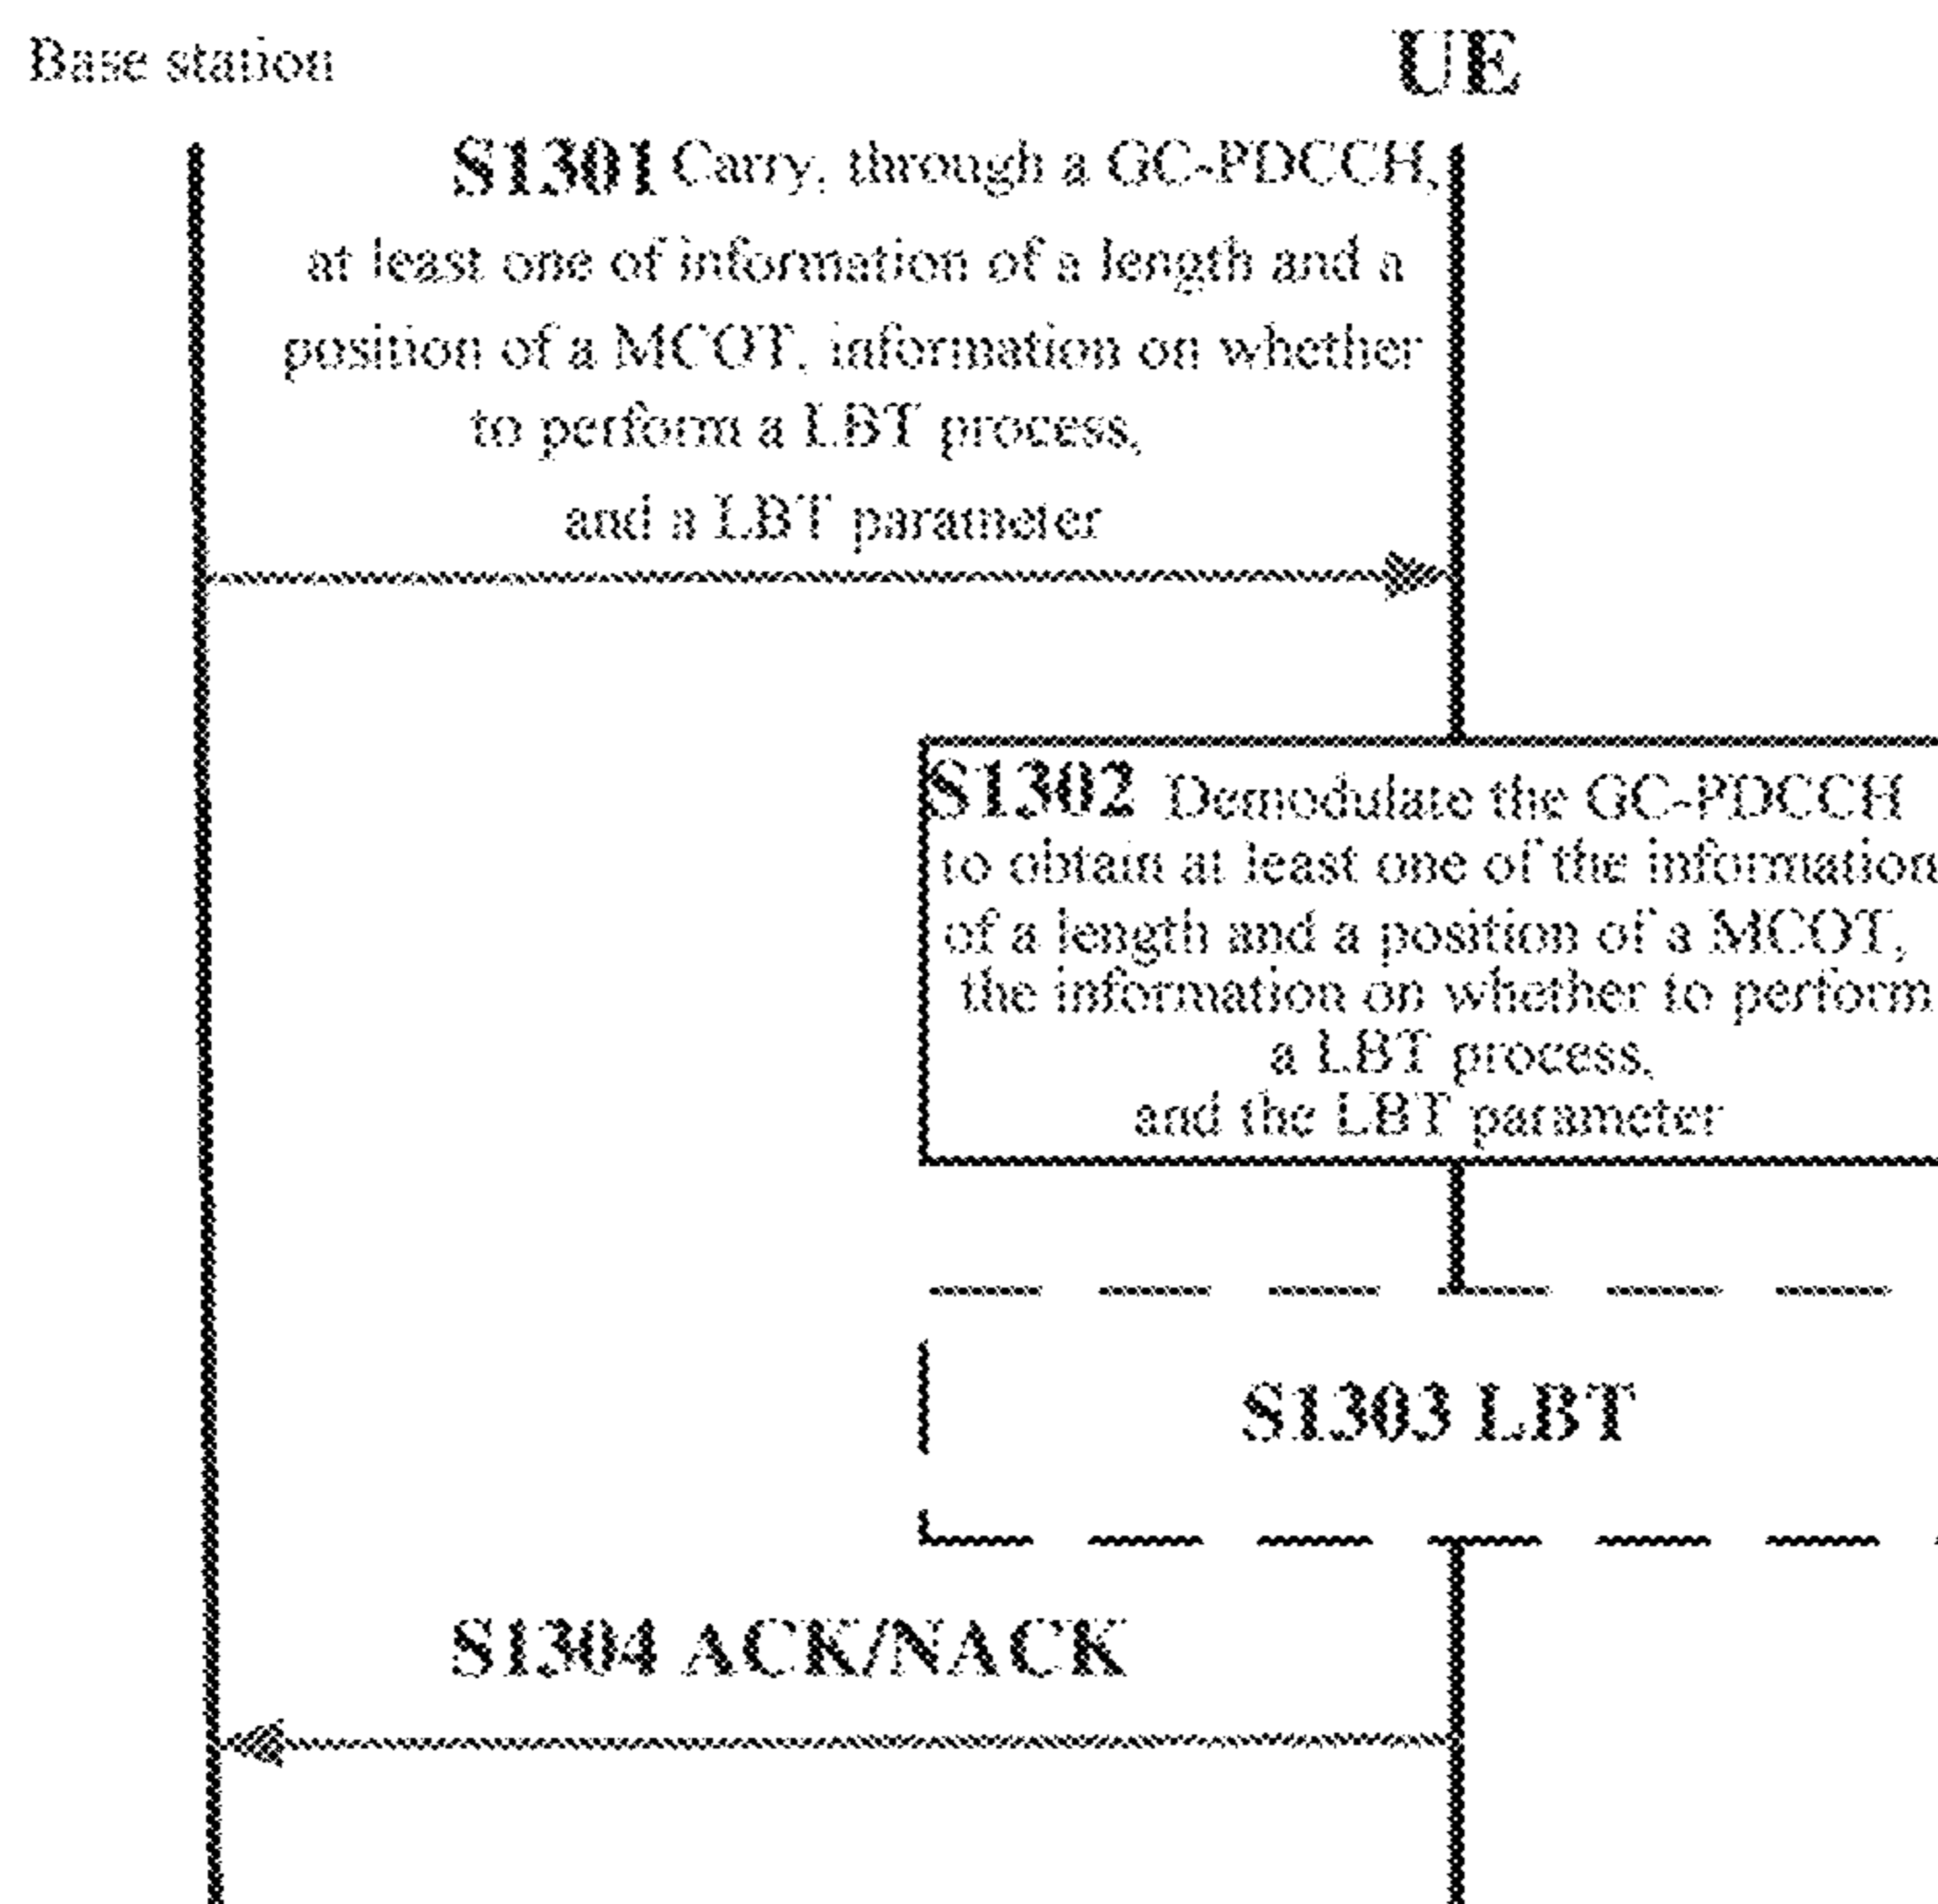 Base station
UE
S1301 Carry, through a GC-PDCCH,
at least one of information of a length and a
position of a MCOT, information on whether
to perform a LBT process,
and a LBT parameter
S1302 Demodulate the GC-PDCCH
to obtain at least one of the information
of a length and a position of a MCOT,
the information on whether to perform
a LBT process,
and the LBT parameter
S1303 LBT
S1304 ACK/NACK